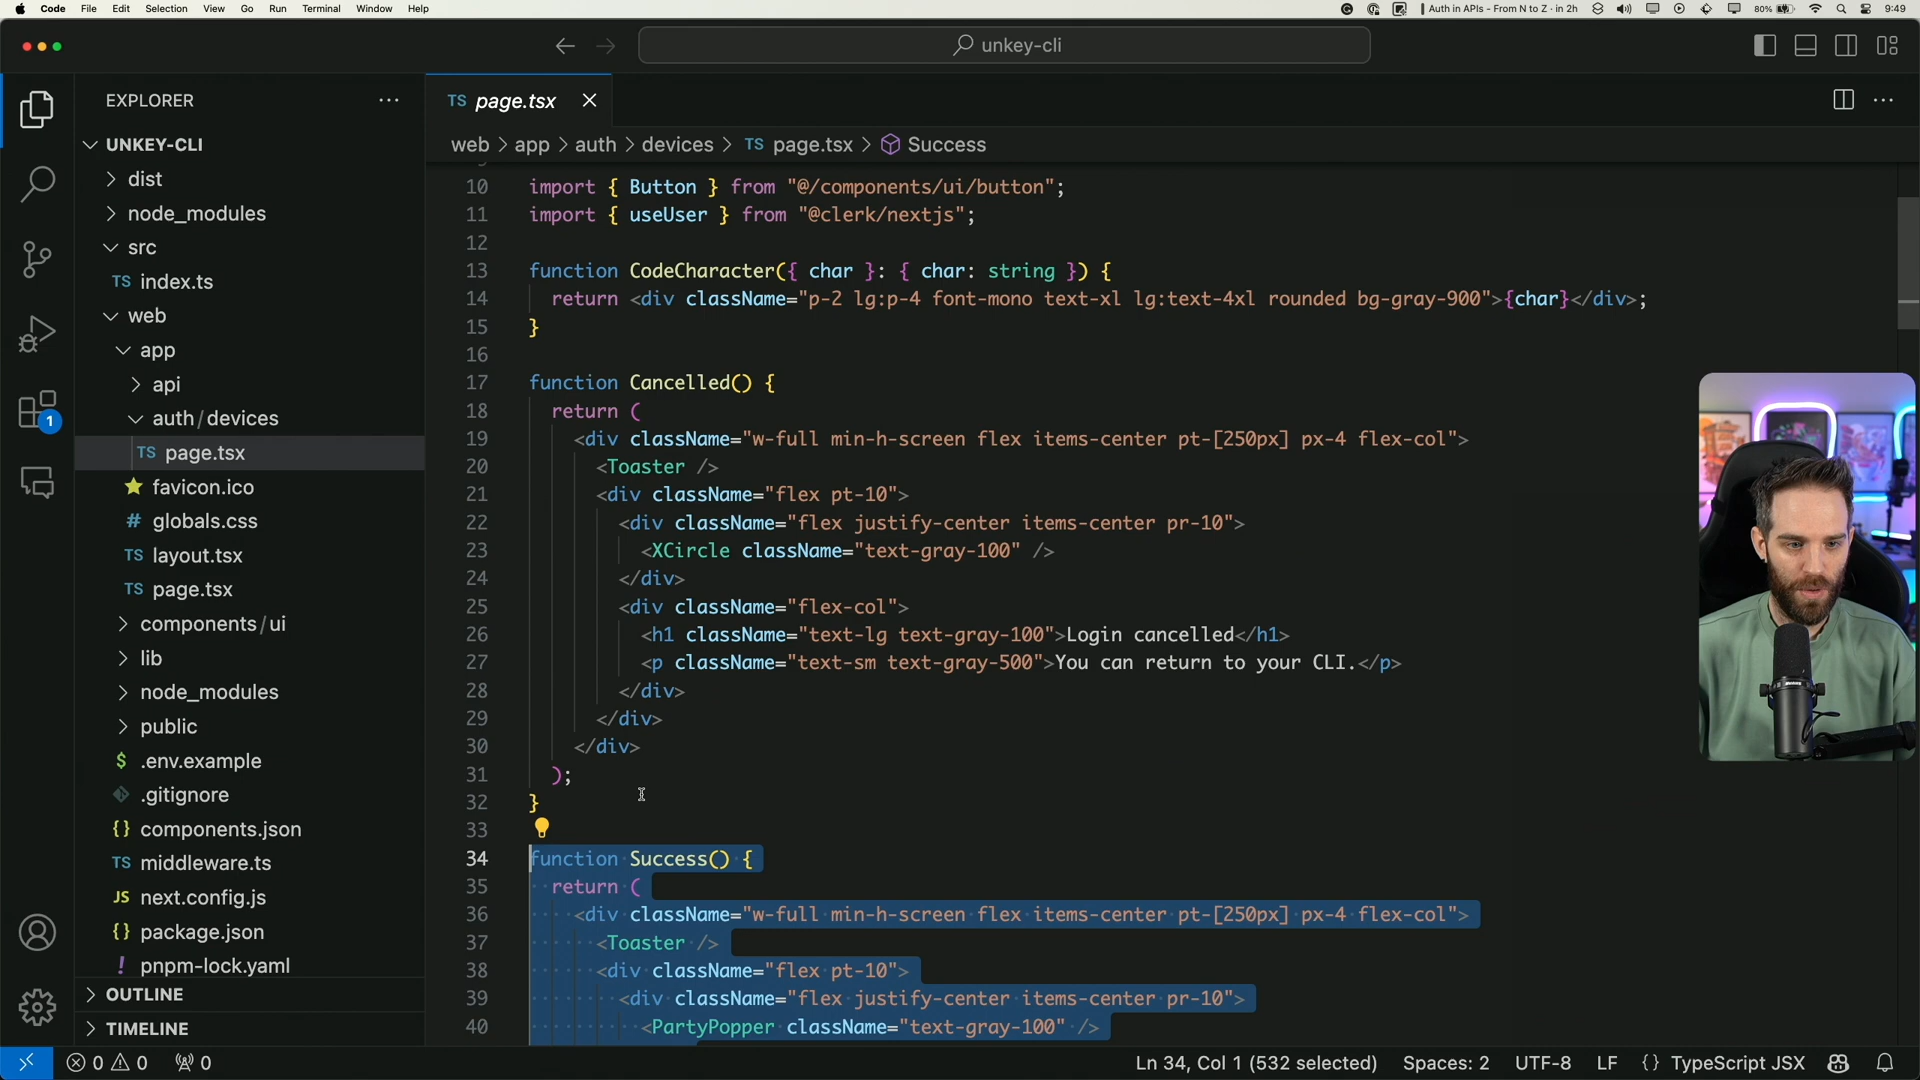 Code File Edit Selection View Go Run Terminal Window Help
Auth in APIs - From N to Z · in 2h
80%
9:49
unkey-cli
EXPLORER
UNKEY-CLI
dist
node_modules
src
TS index.ts
web
app
api
auth/devices
TS page.tsx
favicon.ico
# globals.css
TS layout.tsx
TS page.tsx
components/ui
lib
node_modules
public
$ .env.example
.gitignore
{} components.json
TS middleware.ts
JS next.config.js
{} package.json
! pnpm-lock.yaml
OUTLINE
TIMELINE
1
TS page.tsx
web > app > auth > devices > TS page.tsx > Success
10 import { Button } from "@/components/ui/button";
11 import { useUser } from "@clerk/nextjs";
12
13 function CodeCharacter({ char }: { char: string }) {
14 return <div className="p-2 lg:p-4 font-mono text-xl lg:text-4xl rounded bg-gray-900">{char}</div>;
15 }
16
17 function Cancelled() {
18 return (
19 <div className="w-full min-h-screen flex items-center pt-[250px] px-4 flex-col">
20 <Toaster />
21 <div className="flex pt-10">
22 <div className="flex justify-center items-center pr-10">
23 <XCircle className="text-gray-100" />
24 </div>
25 <div className="flex-col">
26 <h1 className="text-lg text-gray-100">Login cancelled</h1>
27 <p className="text-sm text-gray-500">You can return to your CLI.</p>
28 </div>
29 </div>
30 </div>
31 );
32 }
33
34 function Success() {
35 return (
36 <div className="w-full min-h-screen flex items-center pt-[250px] px-4 flex-col">
37 <Toaster />
38 <div className="flex pt-10">
39 <div className="flex justify-center items-center pr-10">
40 <PartyPopper className="text-gray-100" />
0 0 0
Ln 34, Col 1 (532 selected) Spaces: 2 UTF-8 LF {} TypeScript JSX